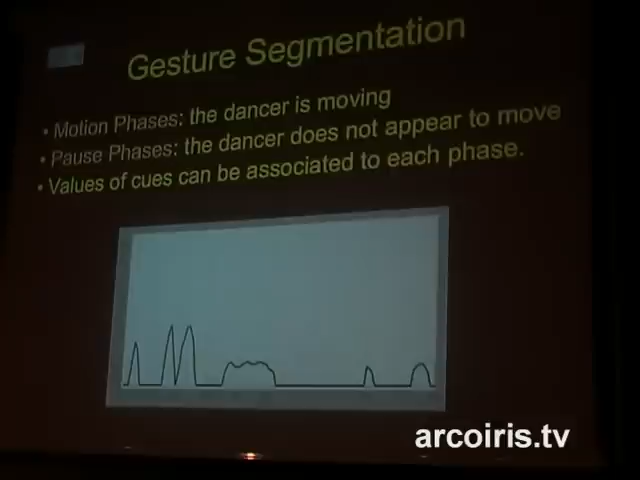 Gesture Segmentation
• Motion Phases: the dancer is moving
• Pause Phases: the dancer does not appear to move
• Values of cues can be associated to each phase.
arcoiris.tv